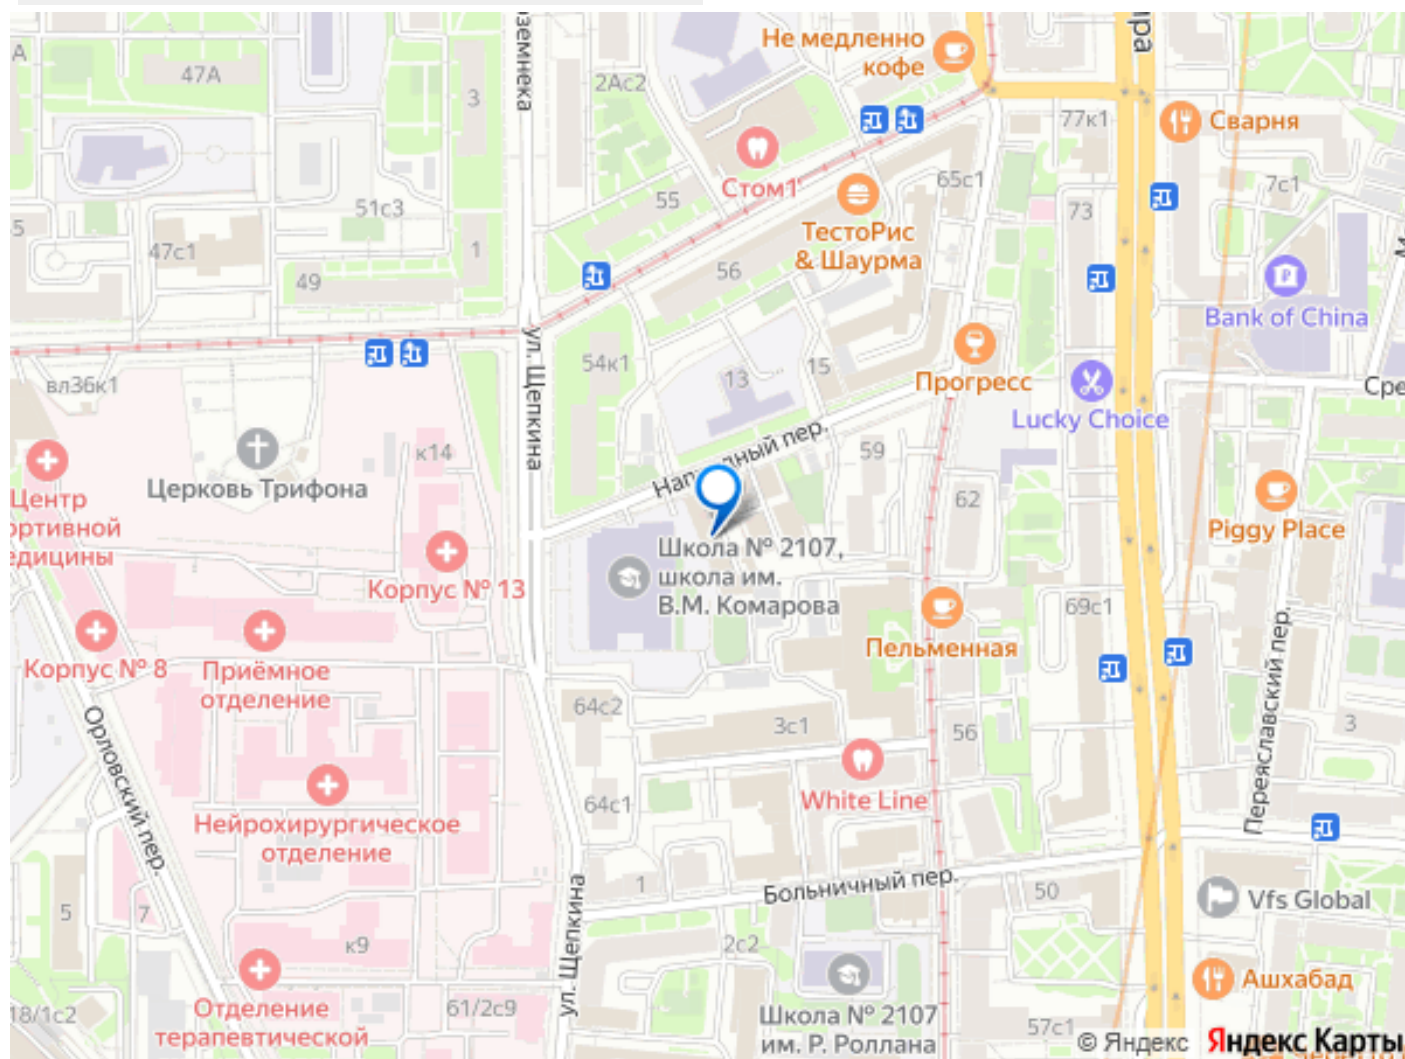 Не медленно
кофе
47А
3
2Ас2
77к1
Сварня
Стом1
65с1
7с1
55
51с3
73
ТестоРис
& Шаурма
5
47с1
1
56
49
Bank of China
ул. Щепкина
вл36к1
54к1
13
15
Прогресс
Lucky Choice
к14
Церковь Трифона
59
62
Центр
Piggy Place
Школа № 2107,
школа им.
В.М. Комарова
Корпус № 13
69с1
Корпус № 8
Приёмное
отделение
Пельменная
Переяславский пер.
Орловский пер.
64с2
3с1
56
3
64с1
White Line
Нейрохирургическое
отделение
1
Больничный пер.
50
Vfs Global
5
7
к9
ул. Щепкина
2с2
Ашхабад
Отделение
терапевтической
61/2с9
18/1с2
Школа № 2107
им. Р. Роллана
57с1
© Яндекс Яндекс Карты